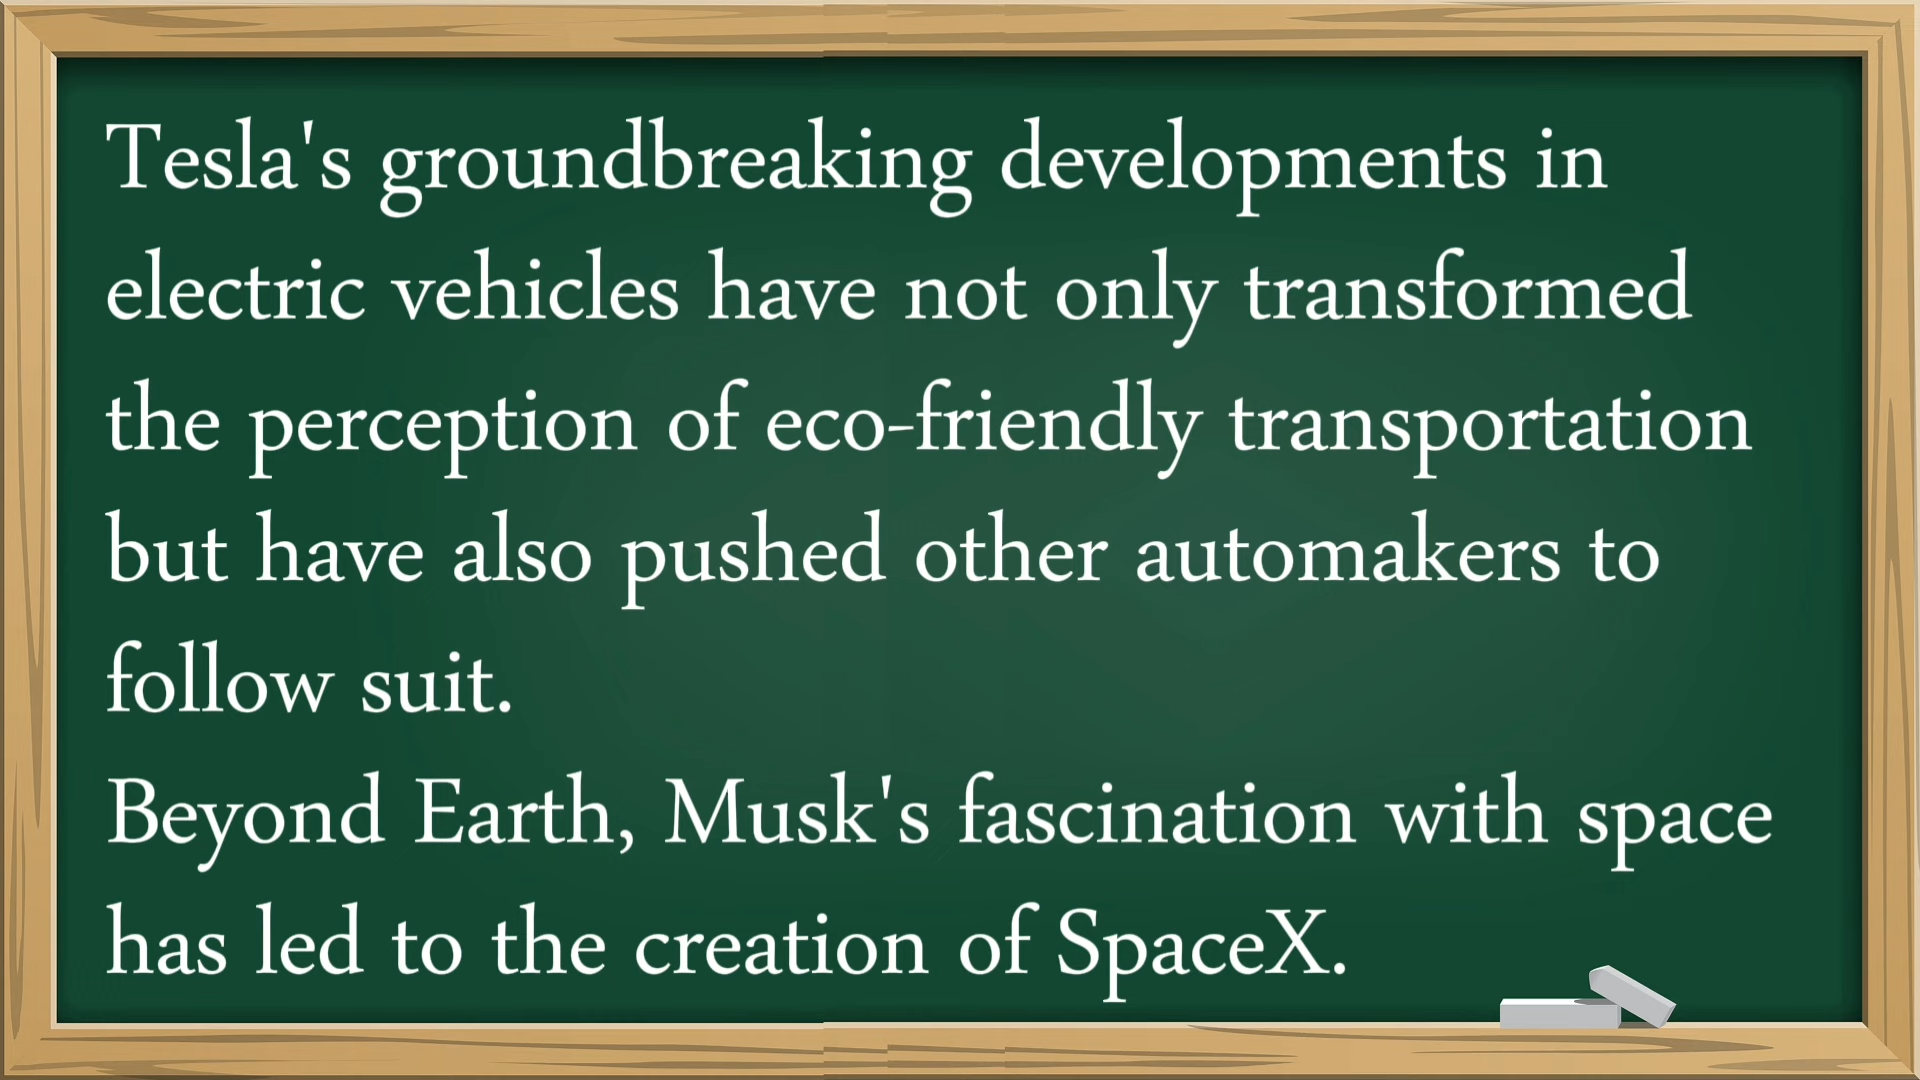 Tesla's groundbreaking developments in
electric vehicles have not only transformed
the perception of eco-friendly transportation
but have also pushed other automakers to
follow suit.
Beyond Earth, Musk's fascination with space
has led to the creation of SpaceX.